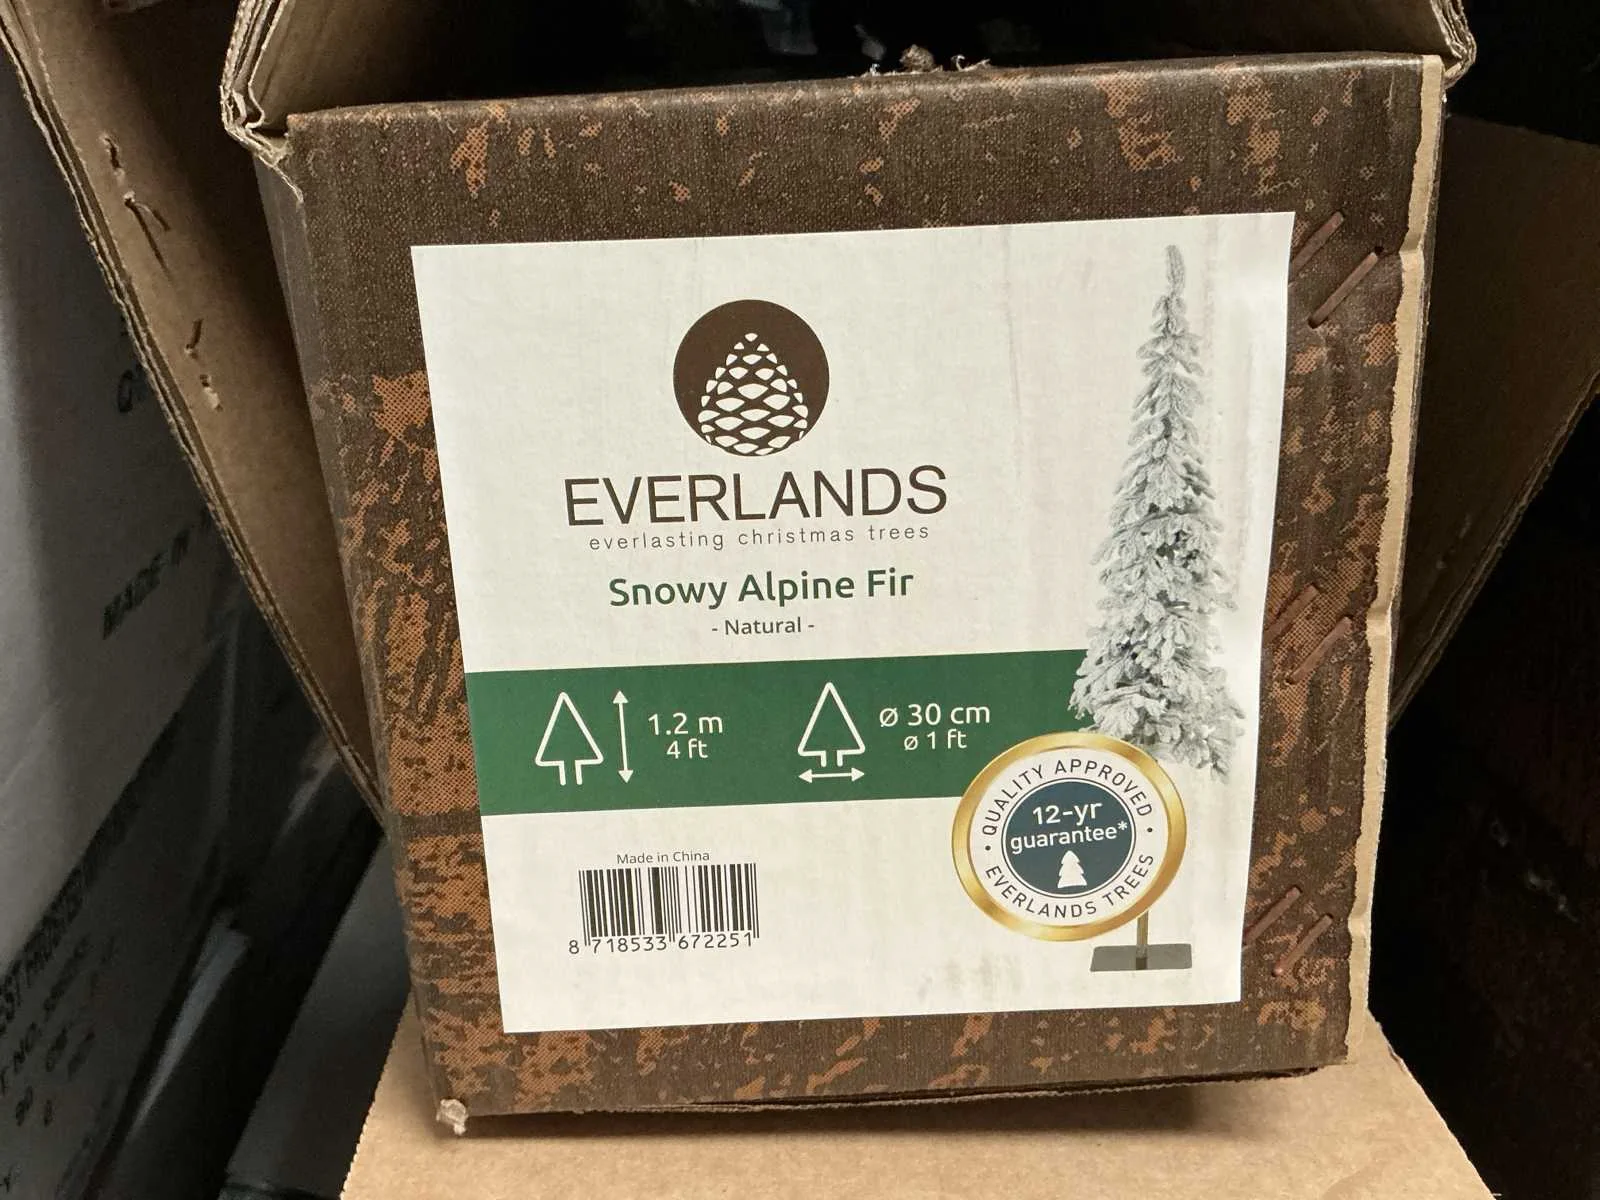 EVERLANDS
everlasting christmas trees
Snowy Alpine Fir
- Natural -
1.2 m
4 ft
ø 30 cm
ø 1 ft
QUALITY APPROVED
12-yr
guarantee*
EVERLANDS TREES
Made in China
8 718533 672251